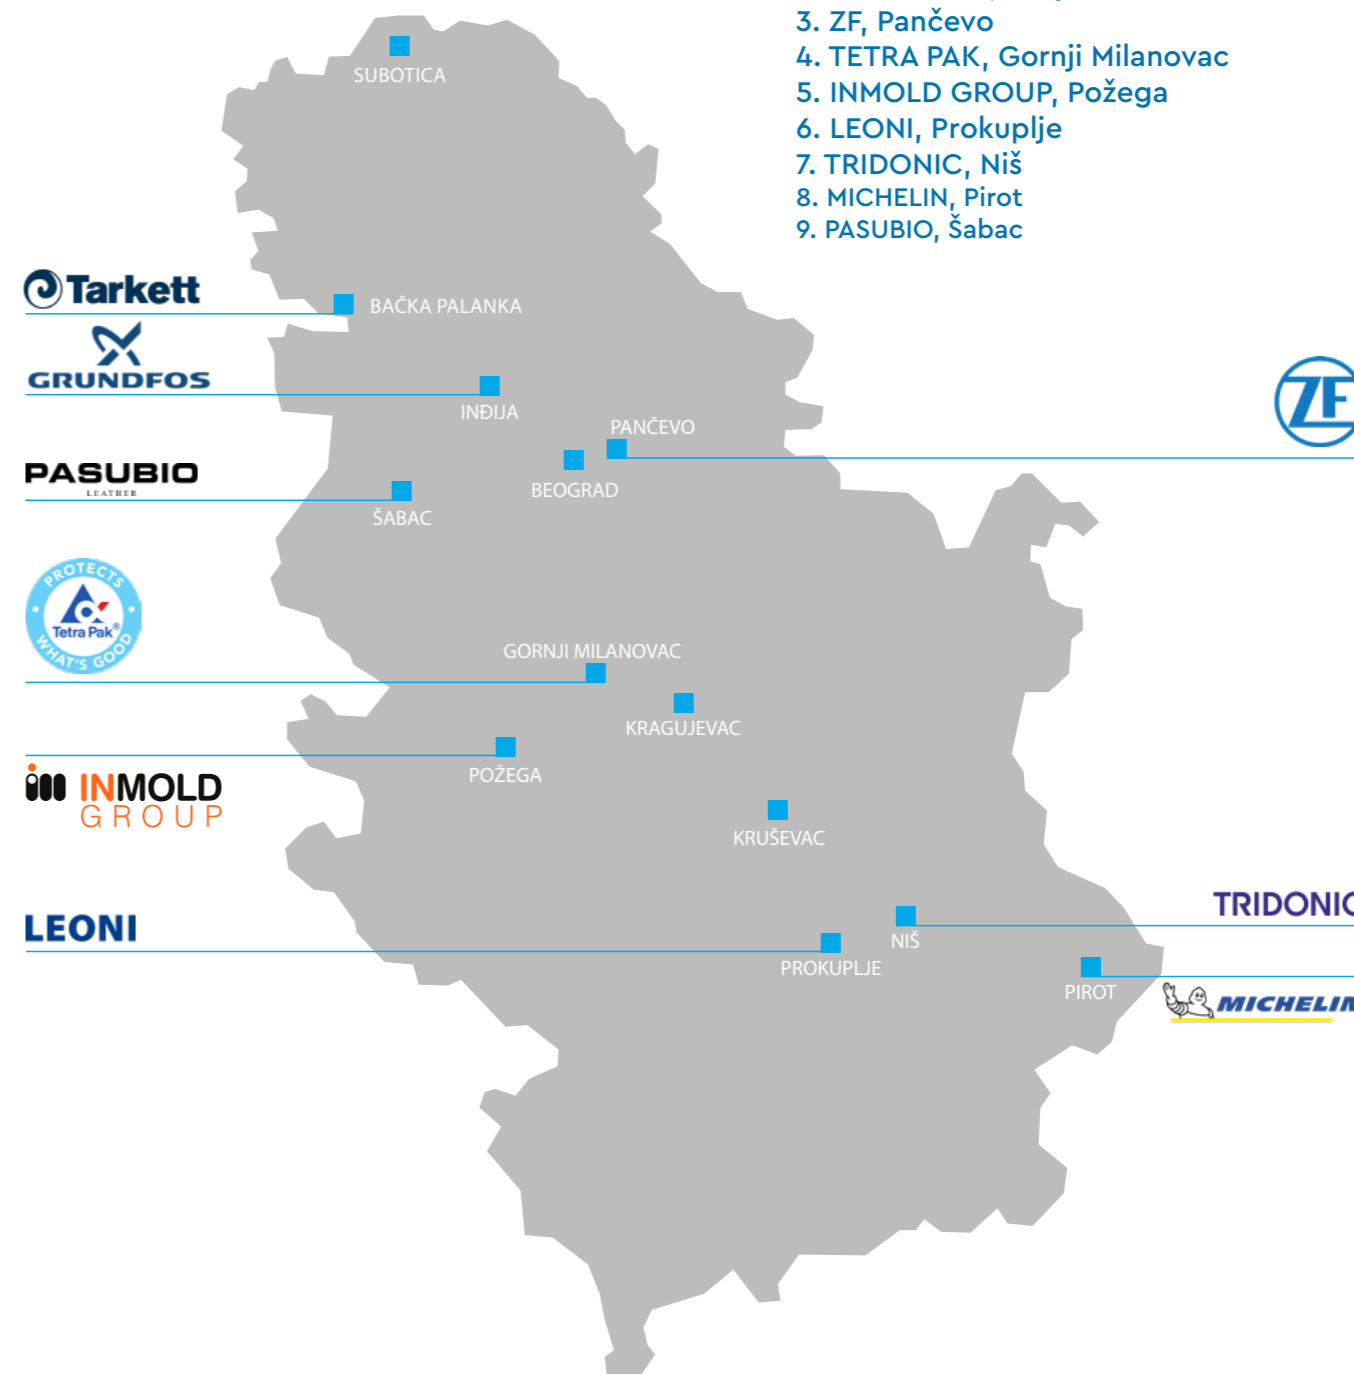 3. ZF, Pančevo
4. TETRA PAK, Gornji Milanovac
5. INMOLD GROUP, Požega
6. LEONI, Prokuplje
7. TRIDONIC, Niš
8. MICHELIN, Pirot
9. PASUBIO, Šabac
SUBOTICA
Tarkett
BAČKA PALANKA
GRUNDFOS
INĐIJA
ZF
PANČEVO
BEOGRAD
PASUBIO
LEATHER
ŠABAC
PROTECTS
Tetra Pak®
WHAT'S GOOD
GORNJI MILANOVAC
KRAGUJEVAC
POŽEGA
INMOLD
GROUP
KRUŠEVAC
LEONI
TRIDONIC
NIŠ
PROKUPLJE
PIROT
MICHELIN